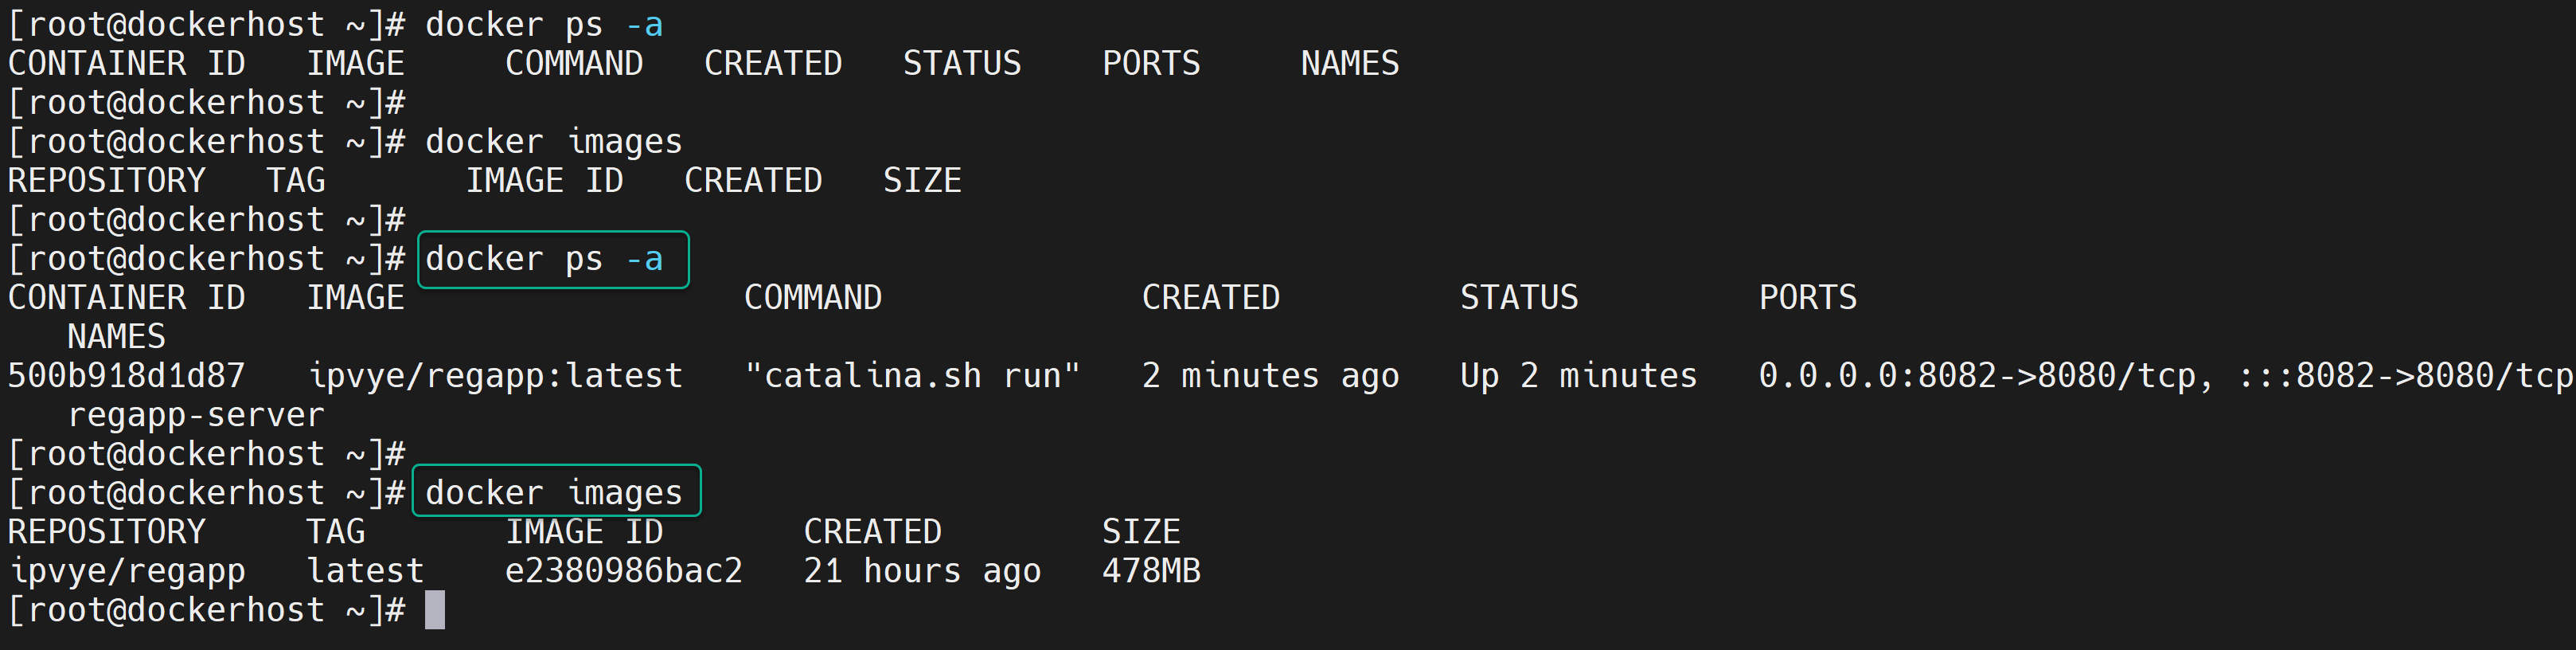 [root@dockerhost ~]# docker ps -a
CONTAINER ID   IMAGE     COMMAND   CREATED   STATUS    PORTS     NAMES
[root@dockerhost ~]#
[root@dockerhost ~]# docker images
REPOSITORY   TAG       IMAGE ID   CREATED   SIZE
[root@dockerhost ~]#
[root@dockerhost ~]# docker ps -a
CONTAINER ID   IMAGE                 COMMAND             CREATED         STATUS         PORTS
   NAMES
500b918d1d87   ipvye/regapp:latest   "catalina.sh run"   2 minutes ago   Up 2 minutes   0.0.0.0:8082->8080/tcp, :::8082->8080/tcp
   regapp-server
[root@dockerhost ~]#
[root@dockerhost ~]# docker images
REPOSITORY     TAG       IMAGE ID       CREATED        SIZE
ipvye/regapp   latest    e2380986bac2   21 hours ago   478MB
[root@dockerhost ~]#